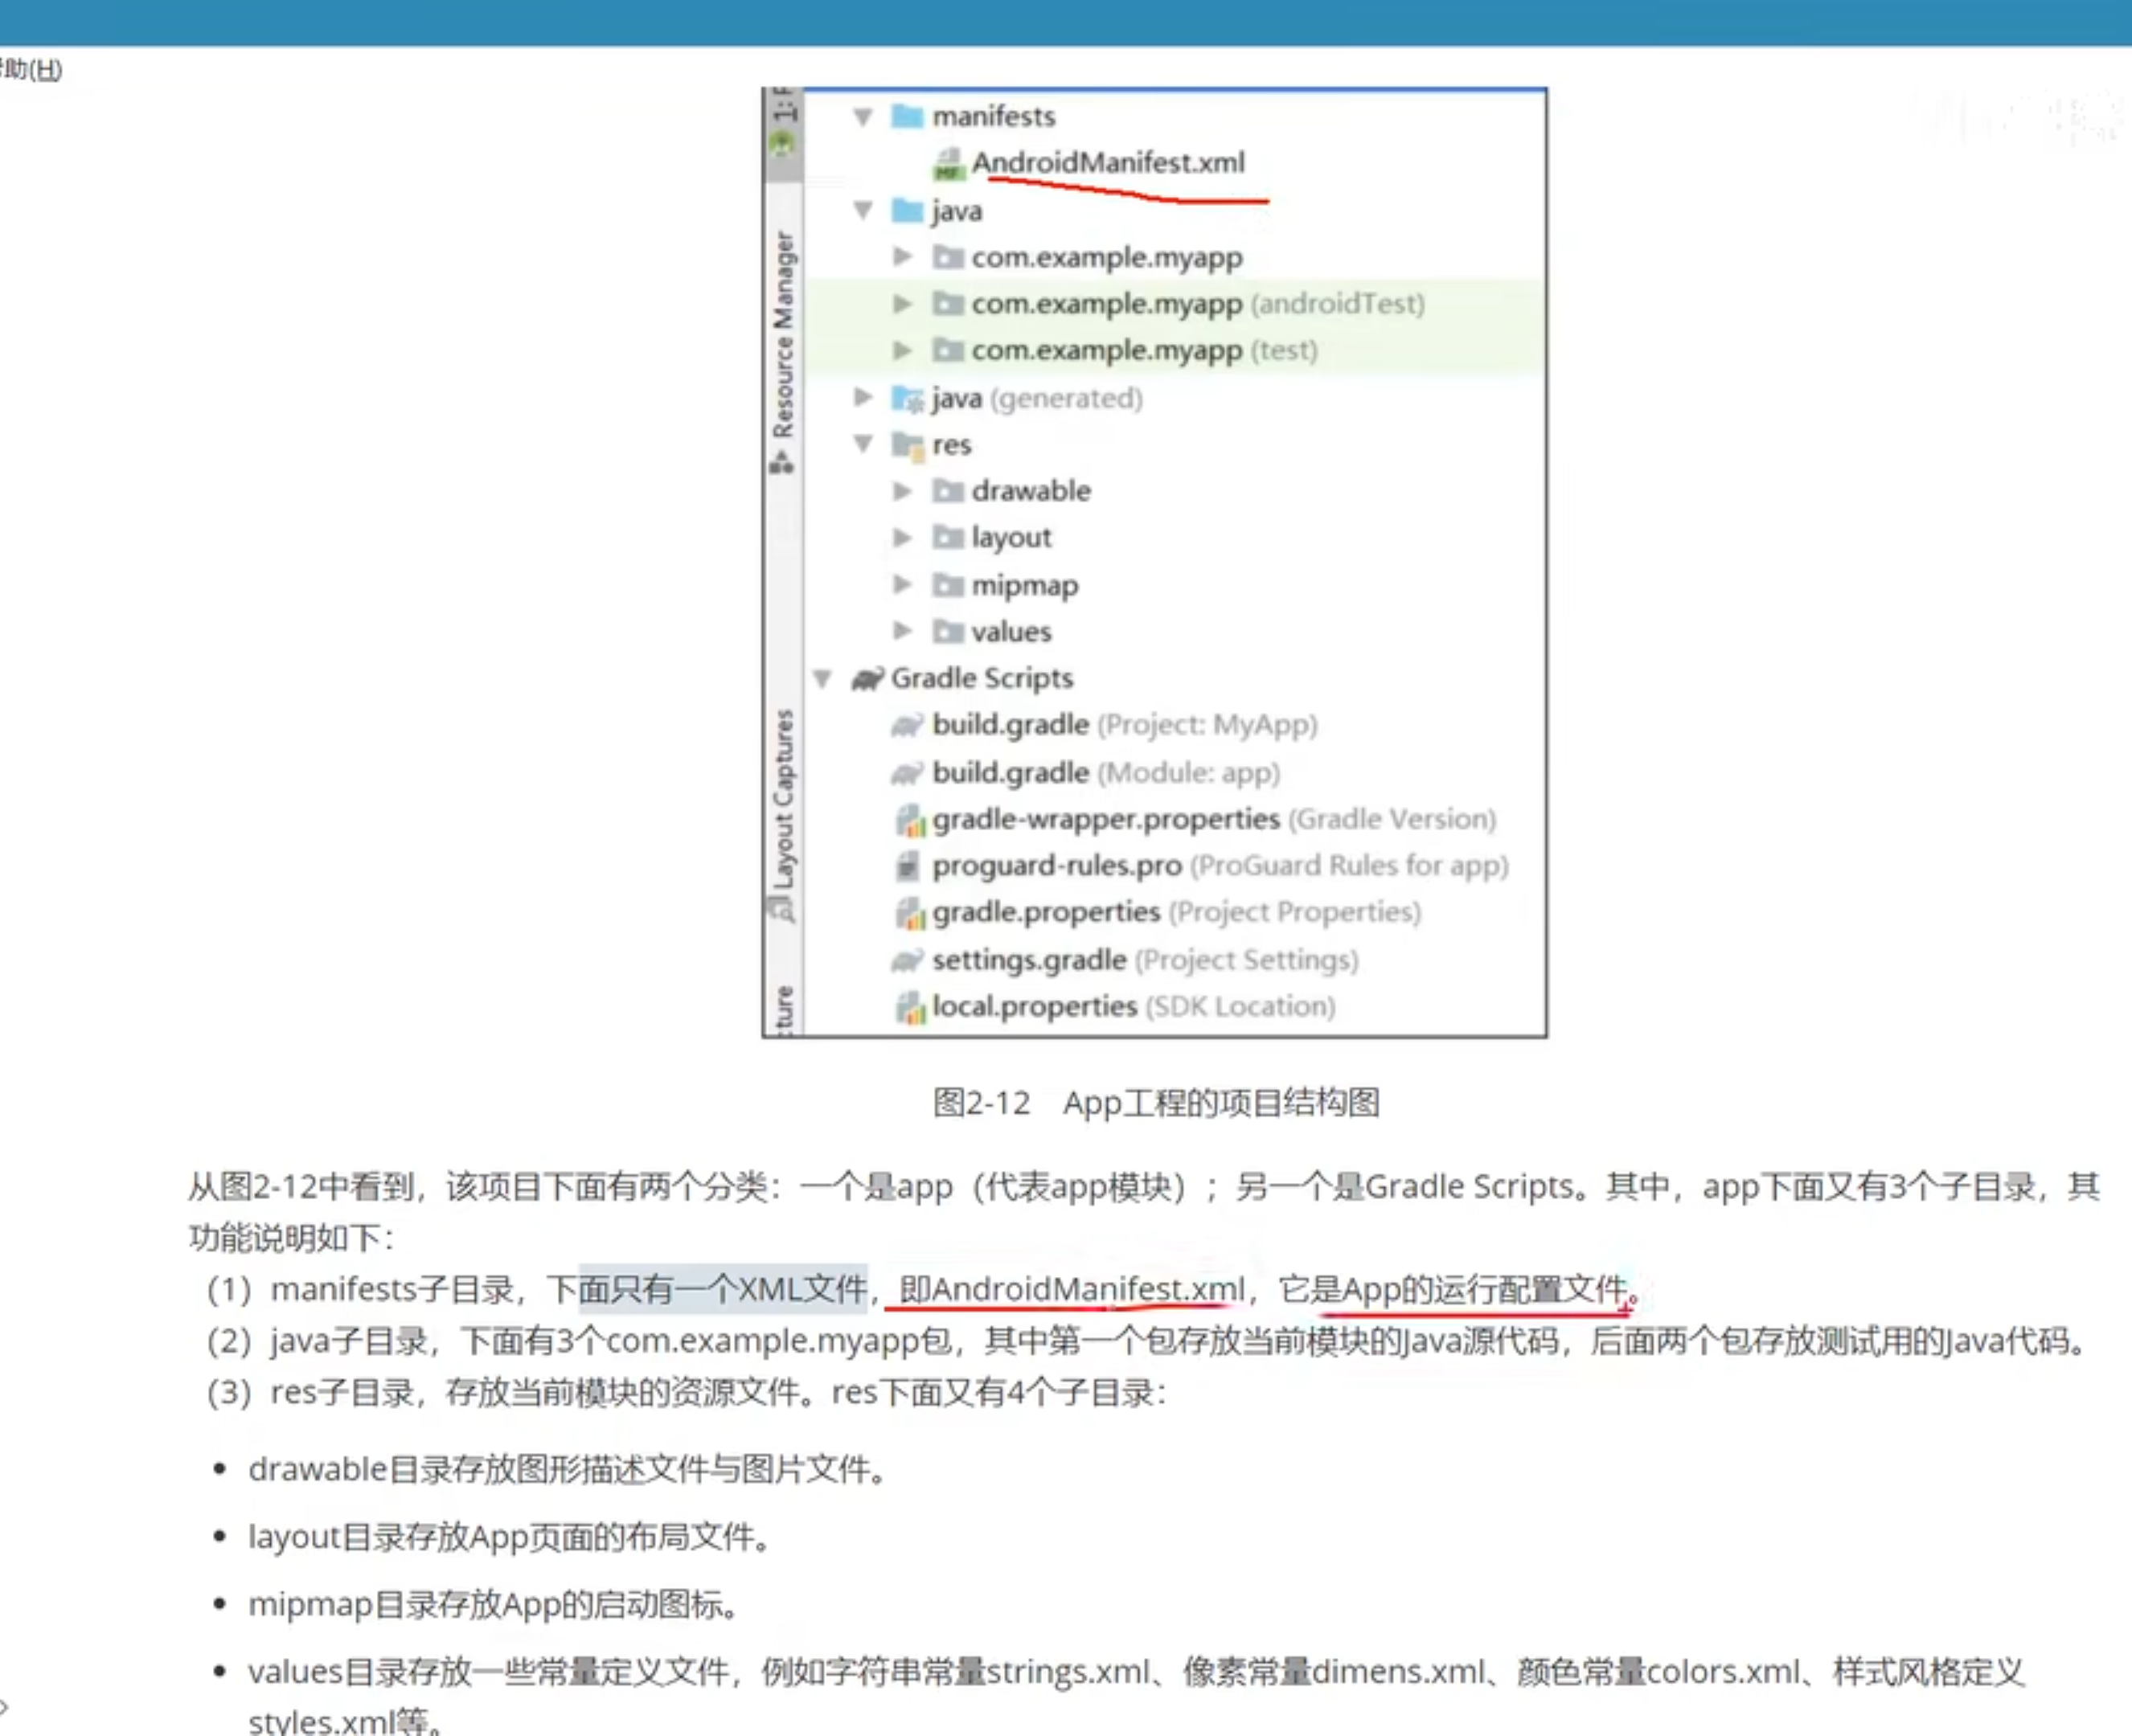 助(H)
manifests
AndroidManifest.xml
java
com.example.myapp
com.example.myapp (androidTest)
com.example.myapp (test)
java (generated)
res
drawable
layout
mipmap
values
Gradle Scripts
build.gradle (Project: MyApp)
build.gradle (Module: app)
gradle-wrapper.properties (Gradle Version)
proguard-rules.pro (ProGuard Rules for app)
gradle.properties (Project Properties)
settings.gradle (Project Settings)
local.properties (SDK Location)
1:
Resource Manager
Layout Captures
cture
图2-12 App工程的项目结构图
从图2-12中看到，该项目下面有两个分类：一个是app（代表app模块）；另一个是Gradle Scripts。其中，app下面又有3个子目录，其
功能说明如下：
（1）manifests子目录，下面只有一个XML文件，即AndroidManifest.xml，它是App的运行配置文件。
（2）java子目录，下面有3个com.example.myapp包，其中第一个包存放当前模块的Java源代码，后面两个包存放测试用的Java代码。
（3）res子目录，存放当前模块的资源文件。res下面又有4个子目录：
• drawable目录存放图形描述文件与图片文件。
• layout目录存放App页面的布局文件。
• mipmap目录存放App的启动图标。
• values目录存放一些常量定义文件，例如字符串常量strings.xml、像素常量dimens.xml、颜色常量colors.xml、样式风格定义
styles.xml等。